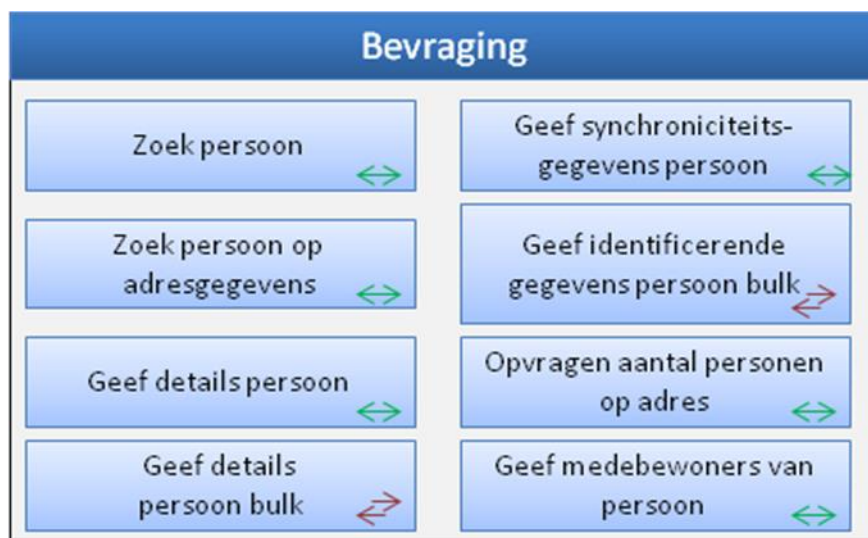 Bevraging
Zoek persoon
Geef synchroniciteits-
gegevens persoon
Zoek persoon op
adresgegevens
Geef identificerende
gegevens persoon bulk
Geef details persoon
Opvragen aantal personen
op adres
Geef details
persoon bulk
Geef medebewoners van
persoon